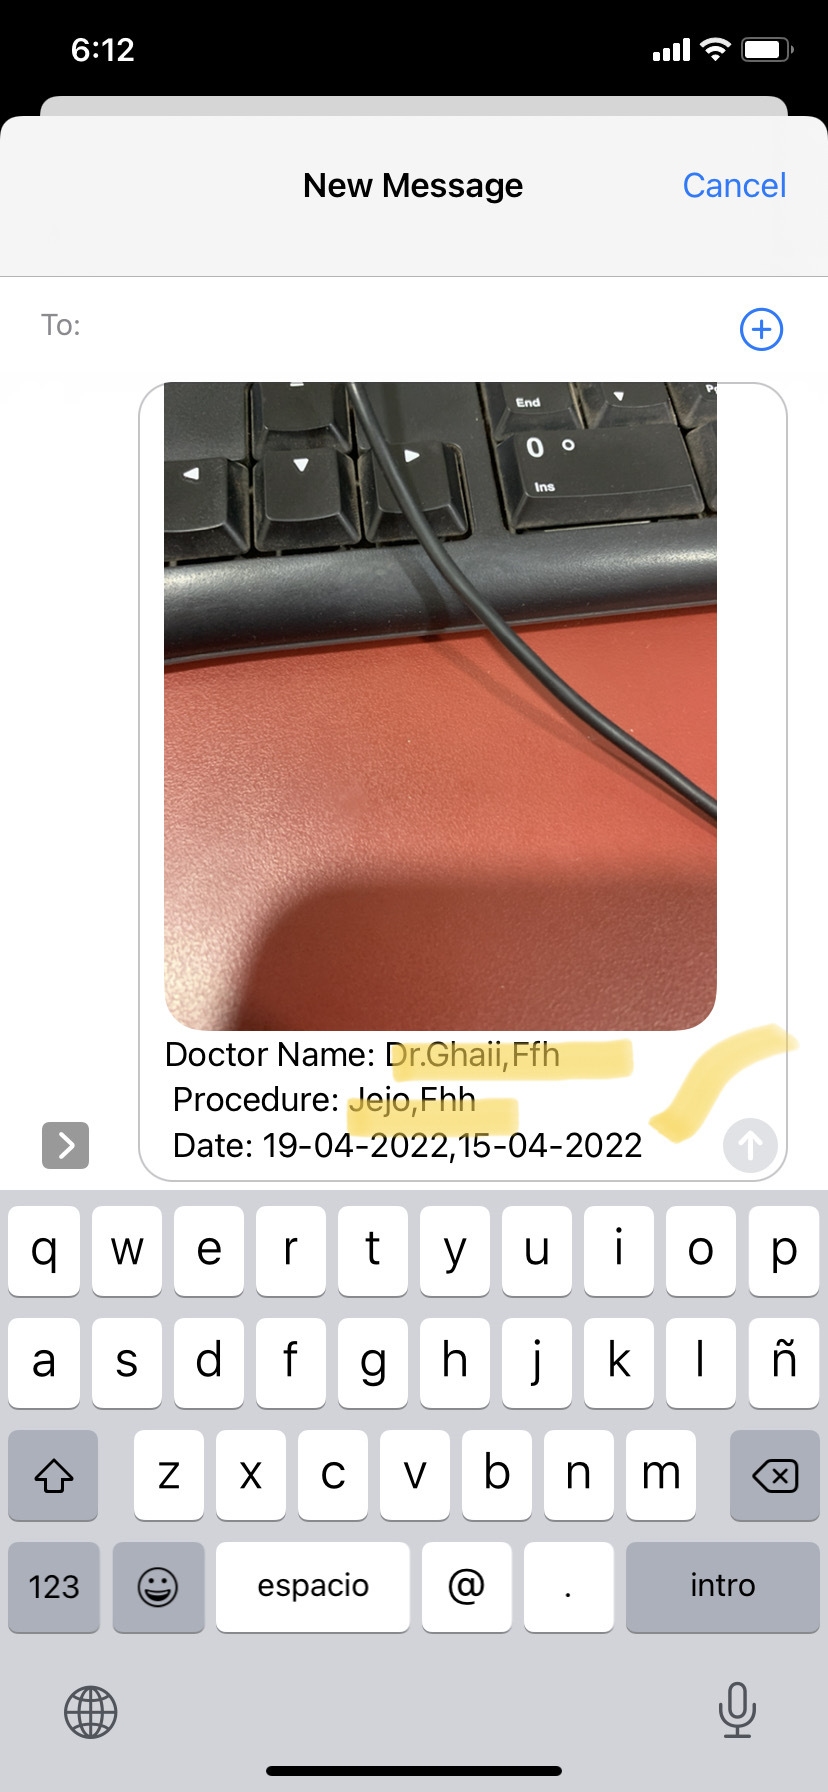 6:12
New Message
Cancel
To:
End
0
Ins
Doctor Name: Dr.Ghaii,Ffh
Procedure: Jejo,Fhh
Date: 19-04-2022,15-04-2022
q w e r t y u i o p
a s d f g h j k l ñ
z x c v b n m
123 espacio @ . intro